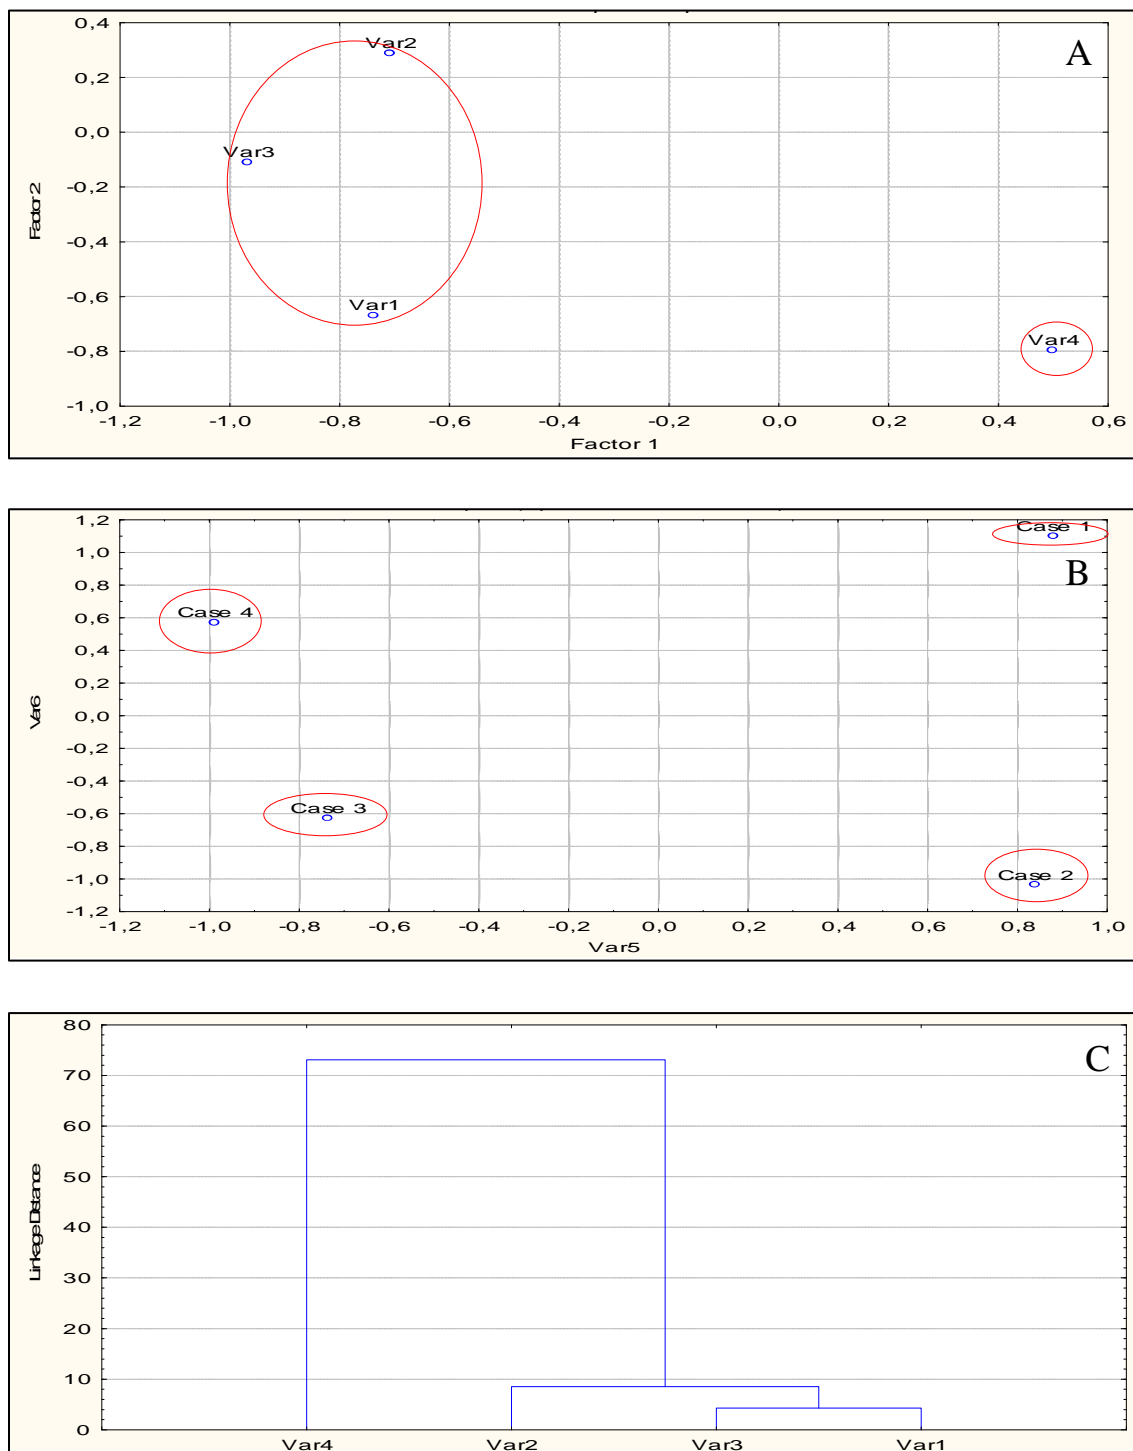 0,4
0,2
0,0
-0,2
-0,4
-0,6
-0,8
-1,0
Factor 2
Var2
A
Var3
Var1
Var4
-1,2 -1,0 -0,8 -0,6 -0,4 -0,2 0,0 0,2 0,4 0,6
Factor 1
1,2
1,0
0,8
0,6
0,4
0,2
0,0
-0,2
-0,4
-0,6
-0,8
-1,0
-1,2
Var6
Case 1
B
Case 4
Case 3
Case 2
-1,2 -1,0 -0,8 -0,6 -0,4 -0,2 0,0 0,2 0,4 0,6 0,8 1,0
Var5
80
70
60
50
40
30
20
10
0
Linkage Distance
C
Var4 Var2 Var3 Var1